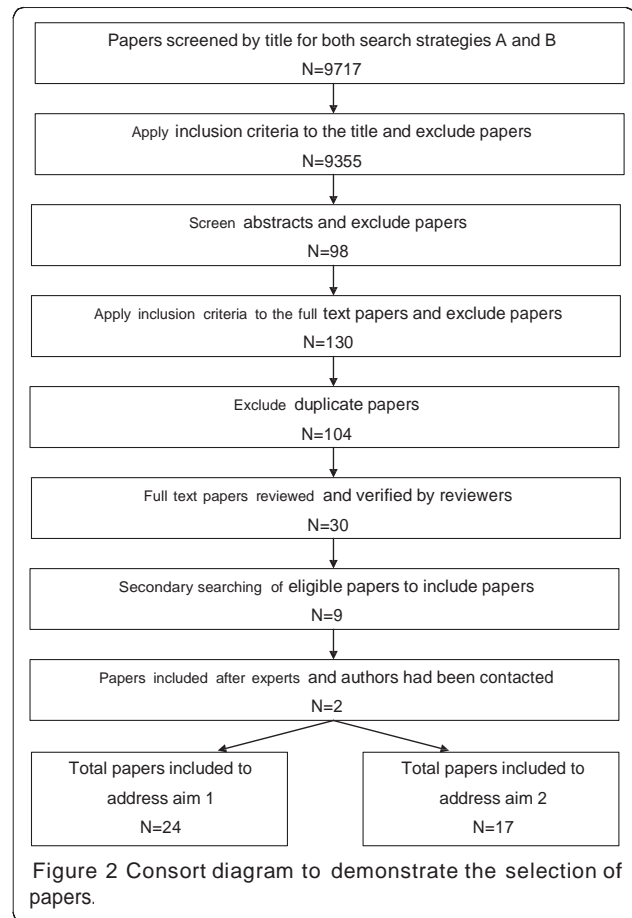 Papers screened by title for both search strategies A and B
N=9717
Apply inclusion criteria to the title and exclude papers
N=9355
Screen abstracts and exclude papers
N=98
Apply inclusion criteria to the full text papers and exclude papers
N=130
Exclude duplicate papers
N=104
Full text papers reviewed and verified by reviewers
N=30
Secondary searching of eligible papers to include papers
N=9
Papers included after experts and authors had been contacted
N=2
Total papers included to
address aim 1
N=24
Total papers included to
address aim 2
N=17
Figure 2 Consort diagram to demonstrate the selection of
papers.